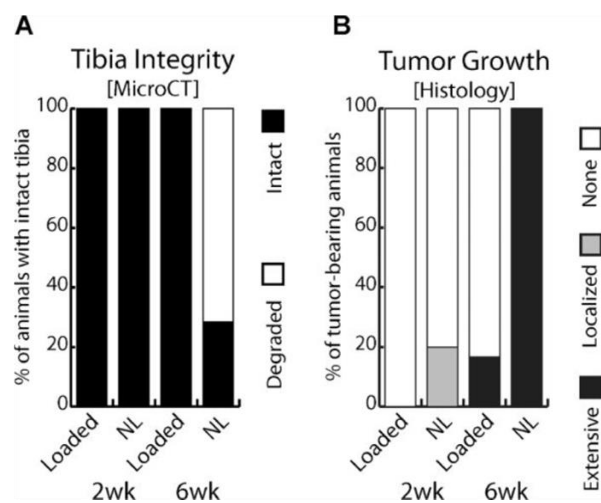 A
Tibia Integrity
[MicroCT]
% of animals with intact tibia
100
80
60
40
20
0
Loaded
NL
Loaded
NL
2wk
6wk
Intact
Degraded
B
Tumor Growth
[Histology]
% of tumor-bearing animals
100
80
60
40
20
0
Loaded
NL
Loaded
NL
2wk
6wk
None
Localized
Extensive